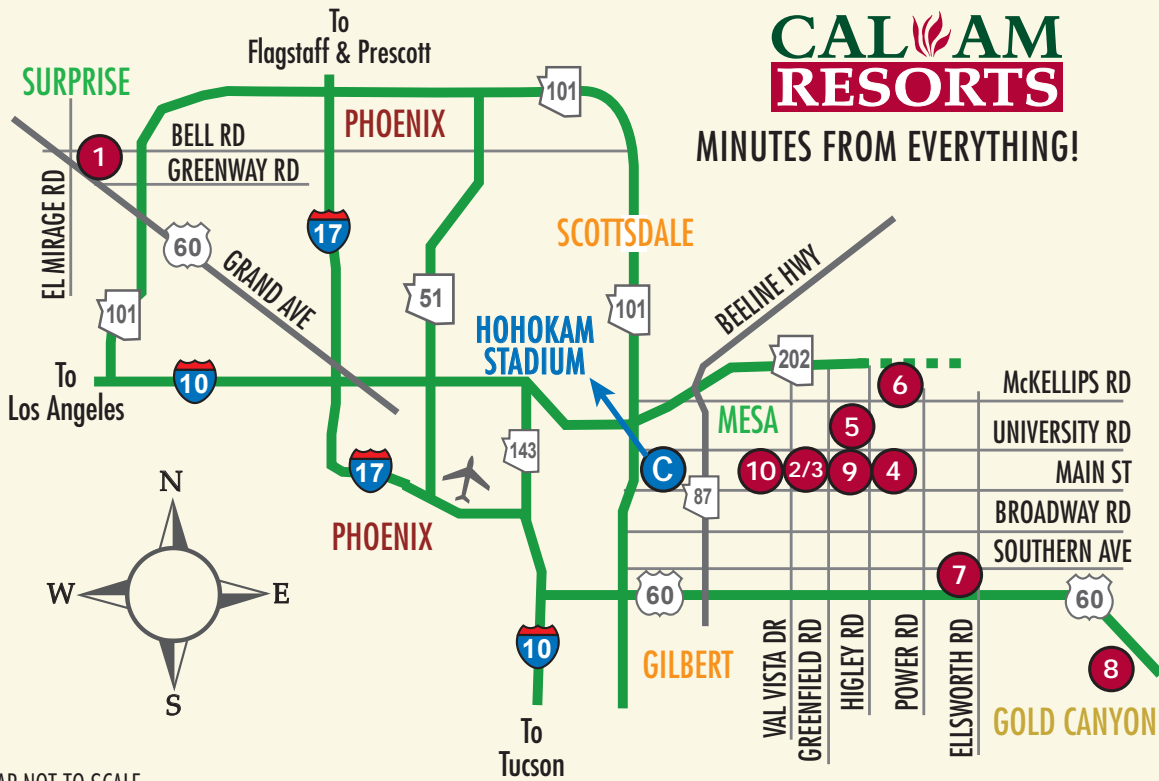 CAL AM
RESORTS
MINUTES FROM EVERYTHING!
To
Flagstaff & Prescott
SURPRISE
PHOENIX
101
BELL RD
GREENWAY RD
1
EL MIRAGE RD
60
GRAND AVE
17
SCOTTSDALE
BEELINE HWY
101
51
101
HOHOKAM
STADIUM
202
To
Los Angeles
10
6
McKELLIPS RD
MESA
5
UNIVERSITY RD
143
17
C
10
2/3
9
4
MAIN ST
87
BROADWAY RD
PHOENIX
SOUTHERN AVE
7
60
60
N
W
E
S
10
GILBERT
VAL VISTA DR
GREENFIELD RD
HIGLEY RD
POWER RD
ELLSWORTH RD
8
GOLD CANYON
To
Tucson
NOT TO SCALE